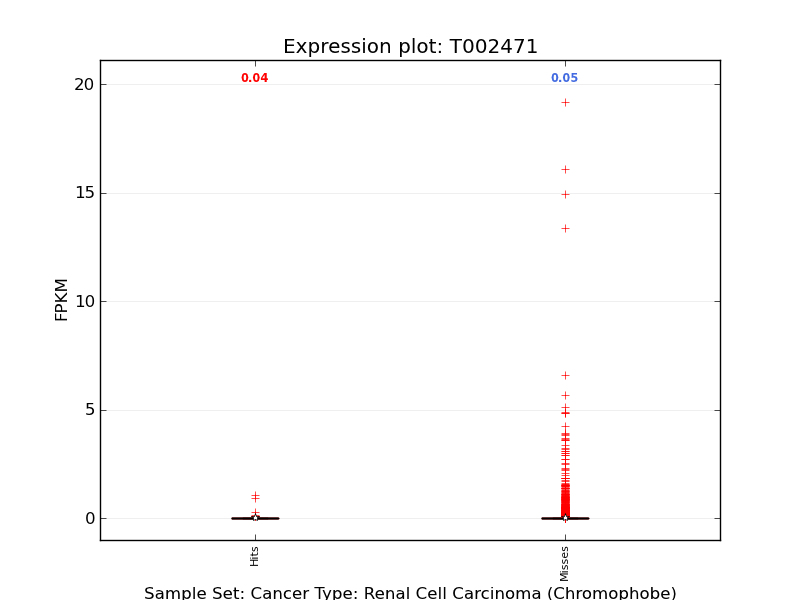 Expression plot: T002471
0.04
0.05
20
15
10
5
0
FPKM
Hits
Misses
Sample Set: Cancer Type: Renal Cell Carcinoma (Chromophobe)